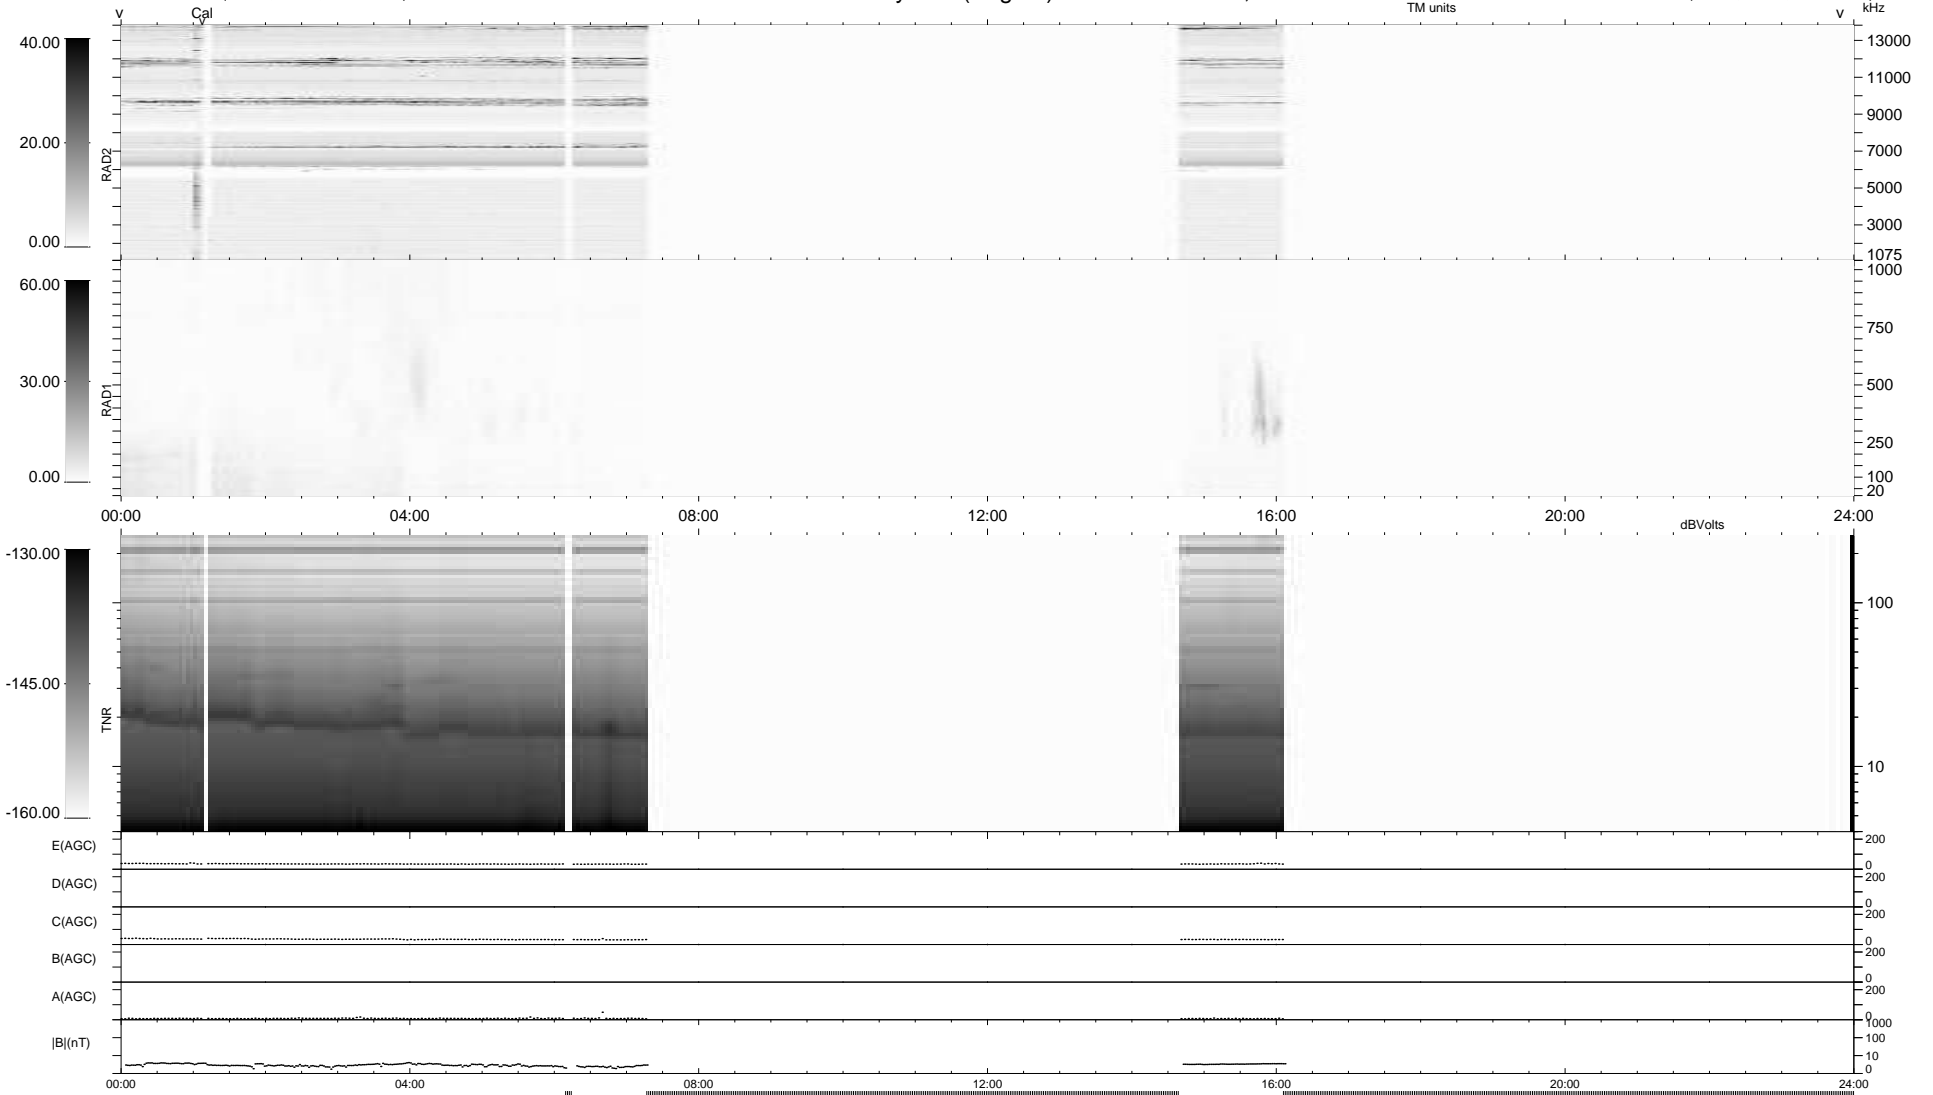 v Cal TM units v kHz
v
40.00 13000
11000
9000
20.00 7000
RAD2
5000
3000
0.00 1075
60.00 1000
750
30.00 500
RAD1
250
0.00 100
20
00:00 04:00 08:00 12:00 16:00 20:00 24:00
dBVolts
-130.00
100
-145.00
TNR
10
-160.00
E(AGC) 200
0
D(AGC) 200
0
C(AGC) 200
0
B(AGC) 200
0
A(AGC) 200
0
|B|(nT) 1000
100
10
0
00:00 04:00 08:00 12:00 16:00 20:00 24:00